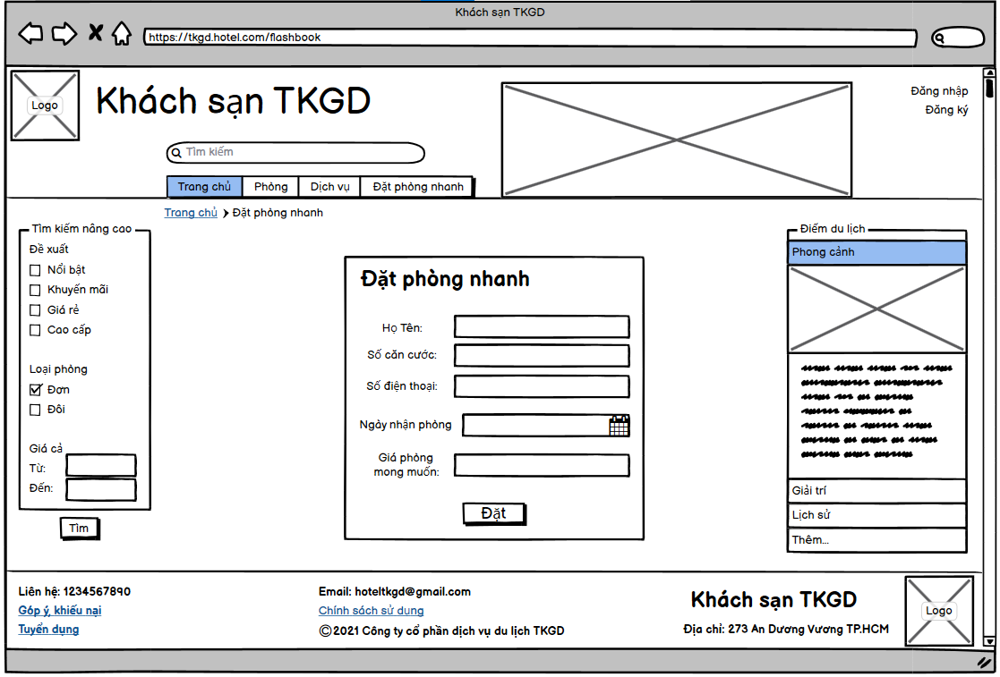 Khách sạn TKGD
https://tkgd.hotel.com/flashbook
Logo
Khách sạn TKGD
Đăng nhập
Đăng ký
Tìm kiếm
Trang chủ
Phòng
Dịch vụ
Đặt phòng nhanh
Trang chủ
Đặt phòng nhanh
Tìm kiếm nâng cao
Đề xuất
Nổi bật
Khuyến mãi
Giá rẻ
Cao cấp
Loại phòng
Đơn
Đôi
Giá cả
Từ:
Đến:
Tìm
Đặt phòng nhanh
Họ Tên:
Số căn cước:
Số điện thoại:
Ngày nhận phòng
Giá phòng
mong muốn:
Đặt
Điểm du lịch
Phong cảnh
Giải trí
Lịch sử
Thêm...
Liên hệ: 1234567890
Góp ý, khiếu nại
Tuyển dụng
Email: hoteltkgd@gmail.com
Chính sách sử dụng
©2021 Công ty cổ phần dịch vụ du lịch TKGD
Khách sạn TKGD
Địa chỉ: 273 An Dương Vương TP.HCM
Logo